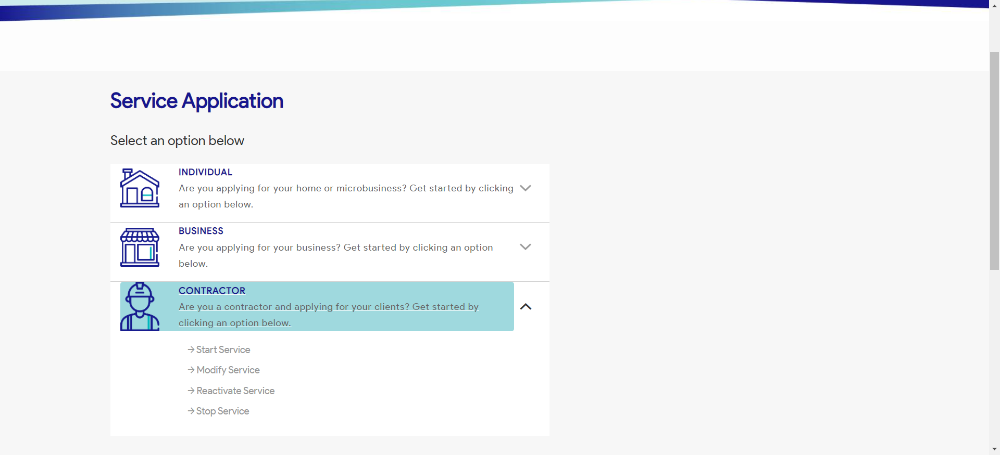 Service Application
Select an option below
INDIVIDUAL
Are you applying for your home or microbusiness? Get started by clicking
an option below.
BUSINESS
Are you applying for your business? Get started by clicking an option
below.
CONTRACTOR
Are you a contractor and applying for your clients? Get started by
clicking an option below.
→ Start Service
→ Modify Service
→ Reactivate Service
→ Stop Service